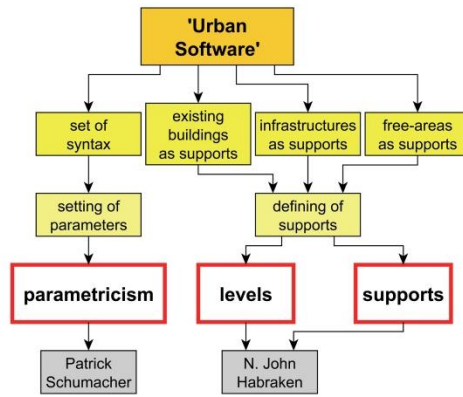 'Urban
Software'
set of
syntax
existing
buildings
as supports
infrastructures
as supports
free-areas
as supports
setting of
parameters
defining of
supports
parametricism
levels
supports
Patrick
Schumacher
N. John
Habraken